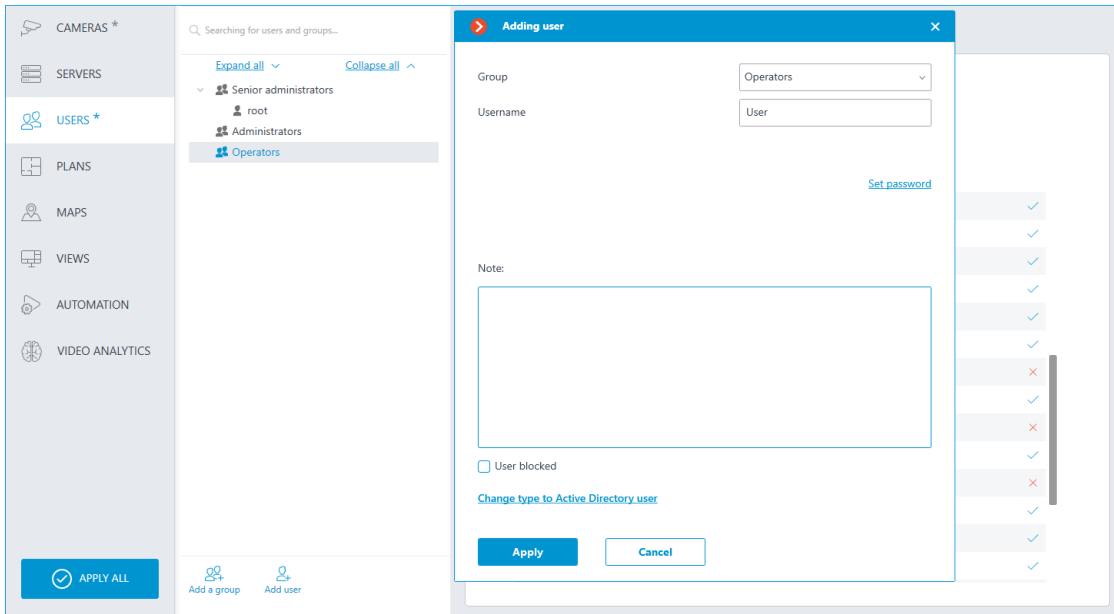 CAMERAS *
SERVERS
USERS *
PLANS
MAPS
VIEWS
AUTOMATION
VIDEO ANALYTICS
APPLY ALL
Searching for users and groups...
Expand all
Collapse all
Senior administrators
root
Administrators
Operators
Add a group
Add user
Adding user
Group
Operators
Username
User
Set password
Note:
User blocked
Change type to Active Directory user
Apply
Cancel